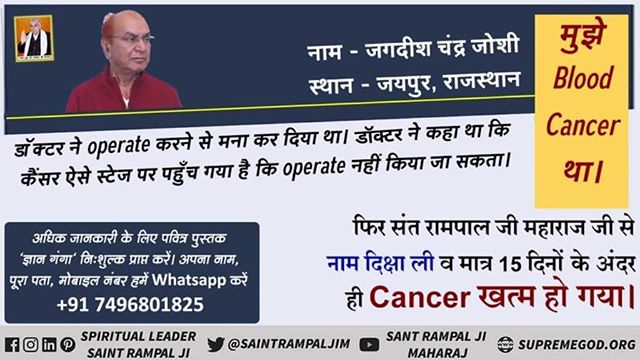 नाम - जगदीश चंद्र जोशी
स्थान - जयपुर, राजस्थान
मुझे
Blood
Cancer
था।
डॉक्टर ने operate करने से मना कर दिया था। डॉक्टर ने कहा था कि
कैंसर ऐसे स्टेज पर पहुँच गया है कि operate नहीं किया जा सकता।
अधिक जानकारी के लिए पवित्र पुस्तक
'ज्ञान गंगा' निःशुल्क प्राप्त करें। अपना नाम,
पूरा पता, मोबाइल नंबर हमें Whatsapp करें
+91 7496801825
फिर संत रामपाल जी महाराज जी से
नाम दिक्षा ली व मात्र 15 दिनों के अंदर
ही Cancer खत्म हो गया।
SPIRITUAL LEADER
SAINT RAMPAL JI
@SAINTRAMPALJIM
SANT RAMPAL JI
MAHARAJ
SUPREMEGOD.ORG